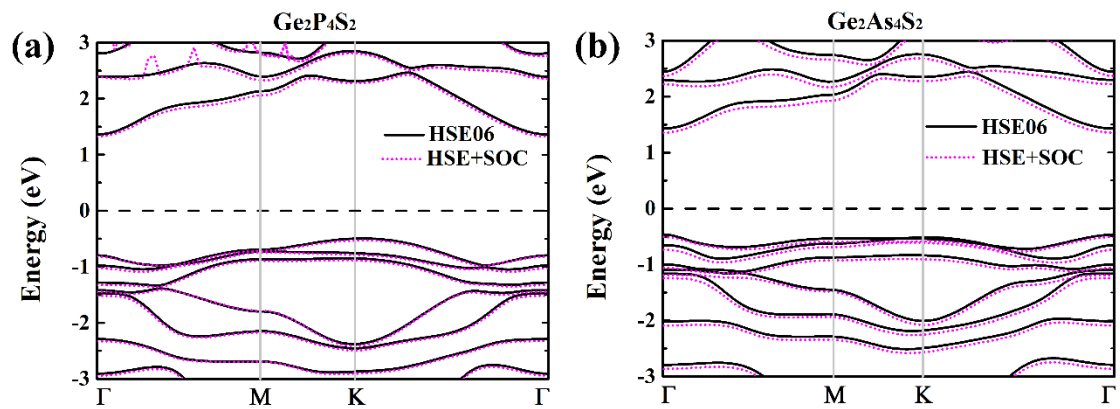 Ge₂P₄S₂
(a)
Energy (eV)
3
2
1
0
-1
-2
-3
HSE06
HSE+SOC
Γ M K Γ
Ge₂As₄S₂
(b)
Energy (eV)
3
2
1
0
-1
-2
-3
HSE06
HSE+SOC
Γ M K Γ